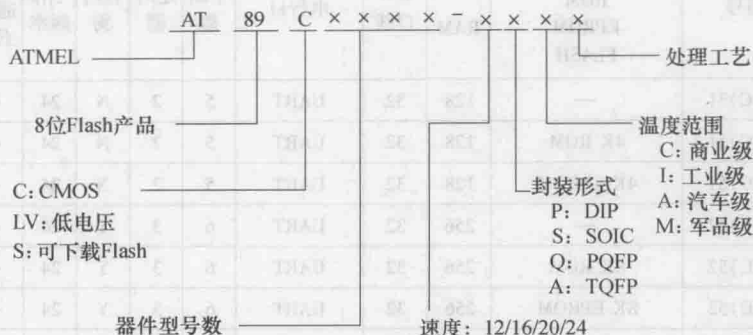 AT 89 C × × × × - × × × ×
ATMEL
处理工艺
8位Flash产品
温度范围
C: 商业级
I: 工业级
A: 汽车级
M: 军品级
C: CMOS
LV: 低电压
S: 可下载Flash
封装形式
P: DIP
S: SOIC
Q: PQFP
A: TQFP
器件型号数
速度: 12/16/20/24